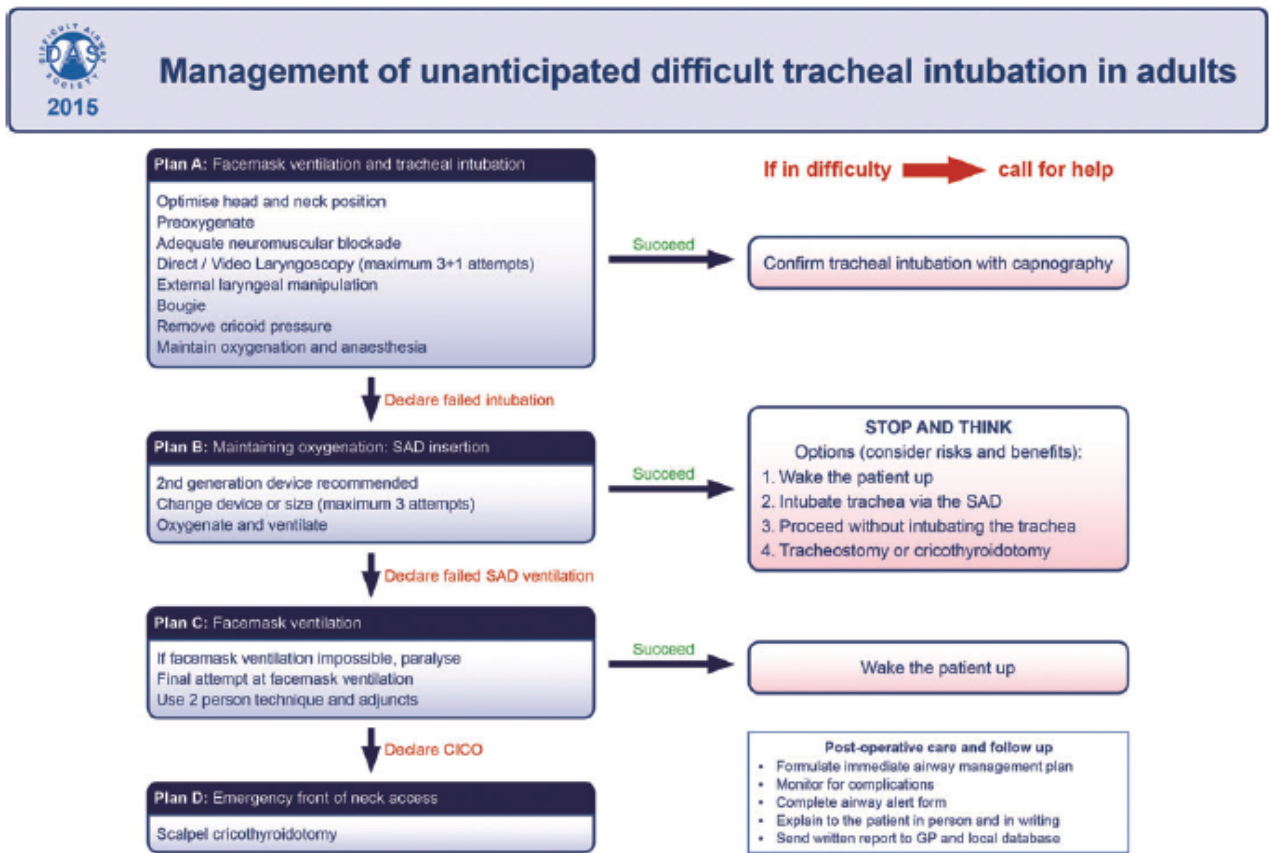 DIFFICULT AIRWAY
DAS
SOCIETY
2015
Management of unanticipated difficult tracheal intubation in adults
Plan A: Facemask ventilation and tracheal intubation
Optimise head and neck position
Preoxygenate
Adequate neuromuscular blockade
Direct / Video Laryngoscopy (maximum 3+1 attempts)
External laryngeal manipulation
Bougie
Remove cricoid pressure
Maintain oxygenation and anaesthesia
If in difficulty call for help
Succeed
Confirm tracheal intubation with capnography
Declare failed intubation
Plan B: Maintaining oxygenation: SAD insertion
2nd generation device recommended
Change device or size (maximum 3 attempts)
Oxygenate and ventilate
Succeed
STOP AND THINK
Options (consider risks and benefits):
1. Wake the patient up
2. Intubate trachea via the SAD
3. Proceed without intubating the trachea
4. Tracheostomy or cricothyroidotomy
Declare failed SAD ventilation
Plan C: Facemask ventilation
If facemask ventilation impossible, paralyse
Final attempt at facemask ventilation
Use 2 person technique and adjuncts
Succeed
Wake the patient up
Declare CICO
Plan D: Emergency front of neck access
Scalpel cricothyroidotomy
Post-operative care and follow up
• Formulate immediate airway management plan
• Monitor for complications
• Complete airway alert form
• Explain to the patient in person and in writing
• Send written report to GP and local database